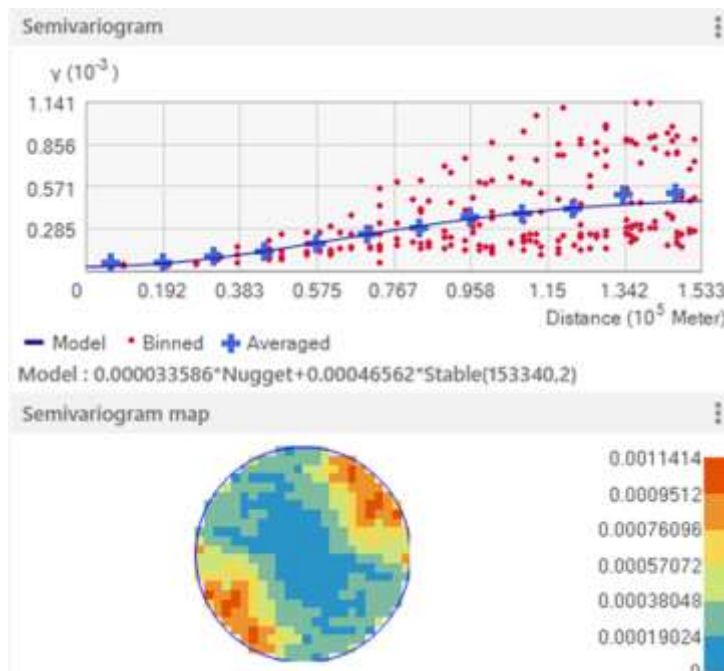 Semivariogram
γ (10⁻³)
1.141
0.856
0.571
0.285
0 0.192 0.383 0.575 0.767 0.958 1.15 1.342 1.533
Distance (10⁵ Meter)
Model Binned Averaged
Model : 0.000033586*Nugget+0.00046562*Stable(153340,2)
Semivariogram map
0.0011414
0.0009512
0.00076096
0.00057072
0.00038048
0.00019024
0